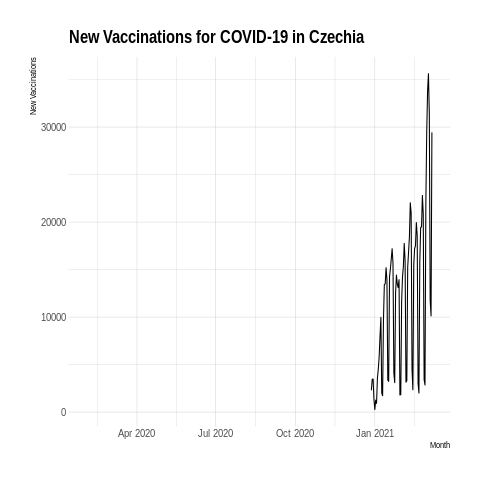 New Vaccinations for COVID-19 in Czechia
New Vaccinations
30000
20000
10000
0
Apr 2020
Jul 2020
Oct 2020
Jan 2021
Month